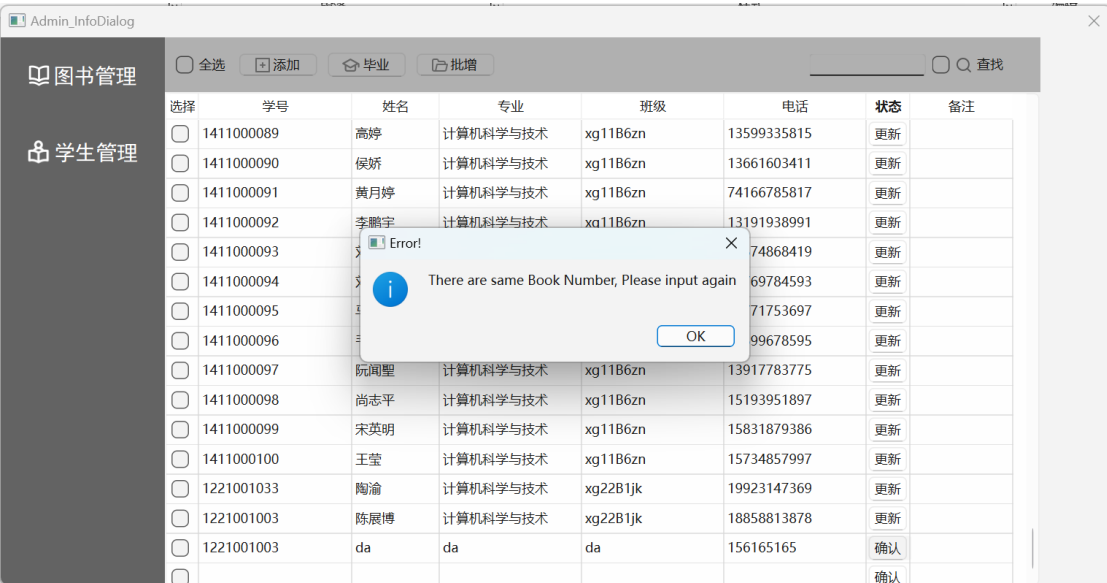 Admin_InfoDialog
图书管理
学生管理
全选 添加 毕业 批增 查找
选择 学号 姓名 专业 班级 电话 状态 备注
1411000089 高婷 计算机科学与技术 xg11B6zn 13599335815 更新
1411000090 侯娇 计算机科学与技术 xg11B6zn 13661603411 更新
1411000091 黄月婷 计算机科学与技术 xg11B6zn 74166785817 更新
1411000092 李鹏宇 计算机科学与技术 xg11B6zn 13191938991 更新
1411000093 74868419 更新
1411000094 69784593 更新
1411000095 71753697 更新
1411000096 99678595 更新
Error!
There are same Book Number, Please input again
OK
1411000097 阮闻聖 计算机科学与技术 xg11B6zn 13917783775 更新
1411000098 尚志平 计算机科学与技术 xg11B6zn 15193951897 更新
1411000099 宋英明 计算机科学与技术 xg11B6zn 15831879386 更新
1411000100 王莹 计算机科学与技术 xg11B6zn 15734857997 更新
1221001033 陶渝 计算机科学与技术 xg22B1jk 19923147369 更新
1221001003 陈展博 计算机科学与技术 xg22B1jk 18858813878 更新
1221001003 da da da 156165165 确认
确认